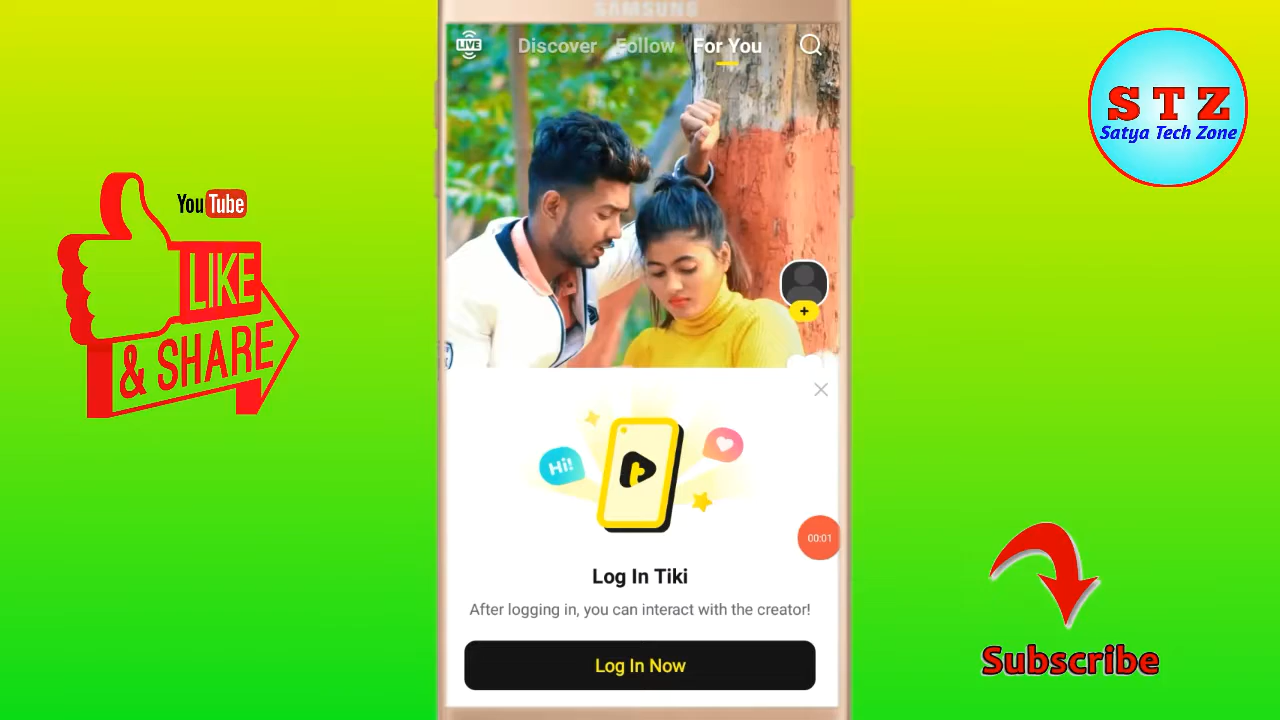 SAMSUNG
LIVE
Discover Follow For You
STZ
Satya Tech Zone
YouTube
LIKE
& SHARE
+
Hi!
00:01
Log In Tiki
After logging in, you can interact with the creator!
Log In Now
Subscribe